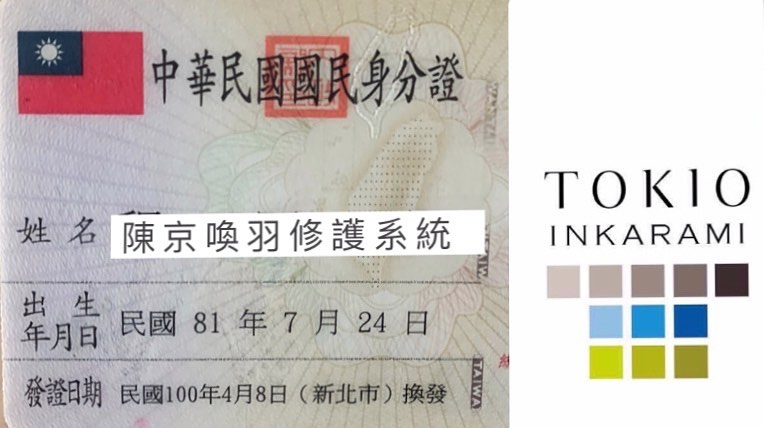 中華民國國民身分證
姓名 陳京喚羽修護系統
出生年月日 民國 81 年 7 月 24 日
發證日期 民國100年4月8日（新北市）換發
TAIWAN
TAIWA
TOKIO
INKARAMI